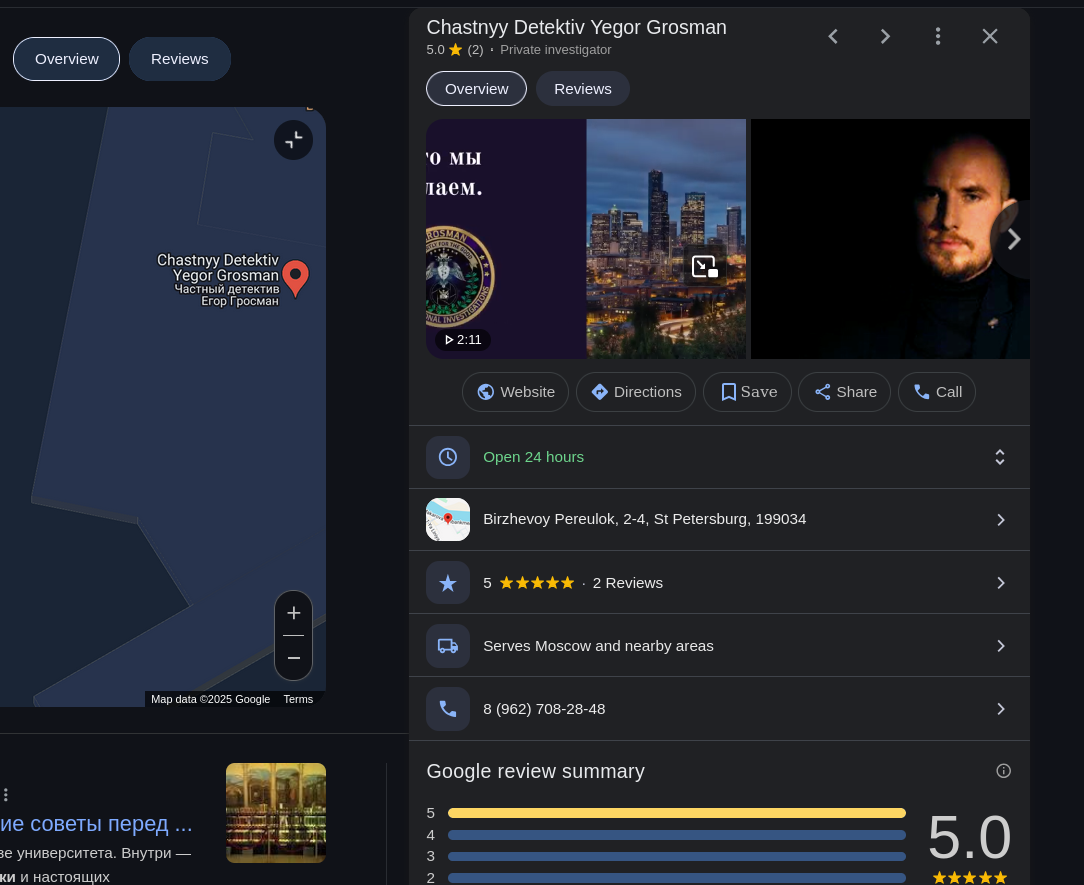 Overview
Reviews
Chastnyy Detektiv
Yegor Grosman
Частный детектив
Егор Гросман
Map data ©2025 Google Terms
ие советы перед ...
зе университета. Внутри —
ки и настоящих
Chastnyy Detektiv Yegor Grosman
5.0 (2) · Private investigator
Overview
Reviews
то мы
лаем.
2:11
Website
Directions
Save
Share
Call
Open 24 hours
Birzhevoy Pereulok, 2-4, St Petersburg, 199034
5 · 2 Reviews
Serves Moscow and nearby areas
8 (962) 708-28-48
Google review summary
5
4
3
2
5.0